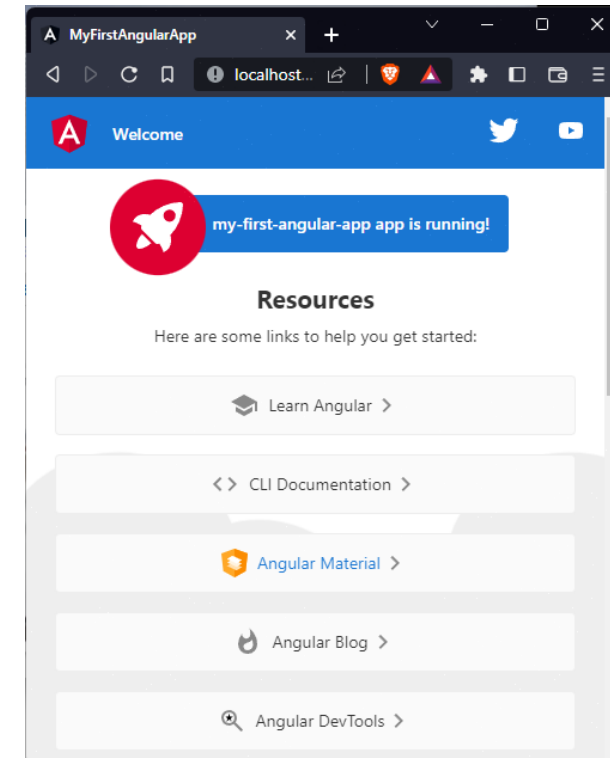 MyFirstAngularApp
localhost...
Welcome
my-first-angular-app app is running!
Resources
Here are some links to help you get started:
Learn Angular
CLI Documentation
Angular Material
Angular Blog
Angular DevTools